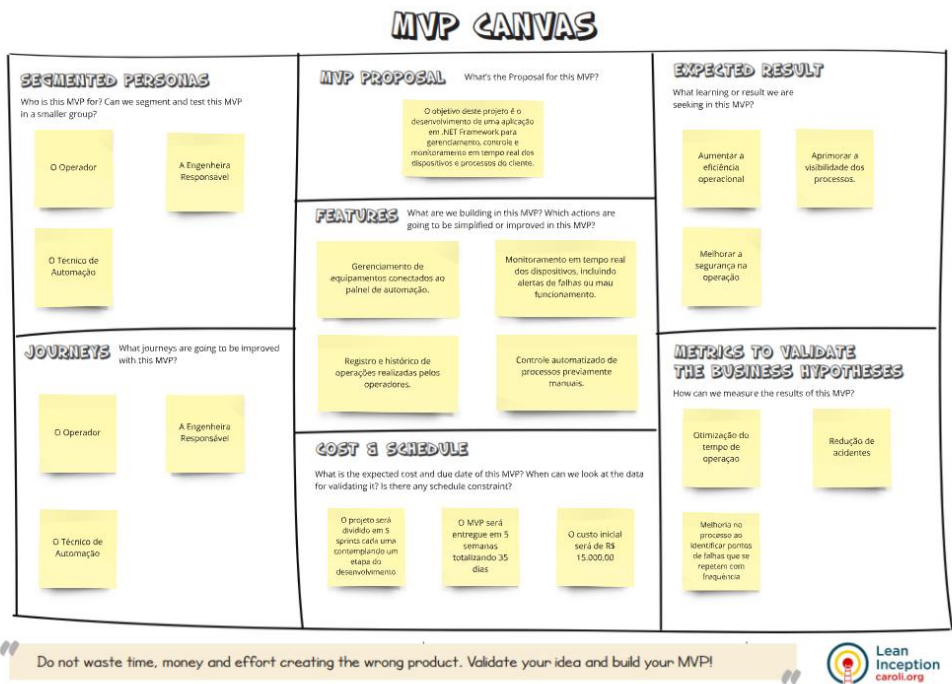 MVP CANVAS
SEGMENTED PERSONAS
Who is this MVP for? Can we segment and test this MVP
in a smaller group?
O Operador
A Engenheira
Responsável
O Técnico de
Automação
MVP PROPOSAL
What's the Proposal for this MVP?
O objetivo deste projeto é o
desenvolvimento de uma aplicação
em .NET Framework para
gerenciamento, controle e
monitoramento em tempo real dos
dispositivos e processos do cliente.
EXPECTED RESULT
What learning or result we are
seeking in this MVP?
Aumentar a
eficiência
operacional
Aprimorar a
visibilidade dos
processos.
Melhorar a
segurança na
operação
FEATURES
What are we building in this MVP? Which actions are
going to be simplified or improved in this MVP?
Gerenciamento de
equipamentos conectados ao
painel de automação.
Monitoramento em tempo real
dos dispositivos, incluindo
alertas de falhas ou mau
funcionamento.
Registro e histórico de
operações realizadas pelos
operadores.
Controle automatizado de
processos previamente
manuais.
JOURNEYS
What journeys are going to be improved
with this MVP?
O Operador
A Engenheira
Responsável
O Técnico de
Automação
COST & SCHEDULE
What is the expected cost and due date of this MVP? When can we look at the data
for validating it? Is there any schedule constraint?
O projeto será
dividido em 5
sprints cada uma
contemplando um
etapa do
desenvolvimento
O MVP será
entregue em 5
semanas
totalizando 35
dias
O custo inicial
será de R$
15.000,00
METRICS TO VALIDATE
THE BUSINESS HYPOTHESES
How can we measure the results of this MVP?
Otimização do
tempo de
operação
Redução de
acidentes
Melhoria no
processo ao
identificar pontos
de falhas que se
repetem com
frequência
" Do not waste time, money and effort creating the wrong product. Validate your idea and build your MVP! "
Lean
Inception
caroli.org